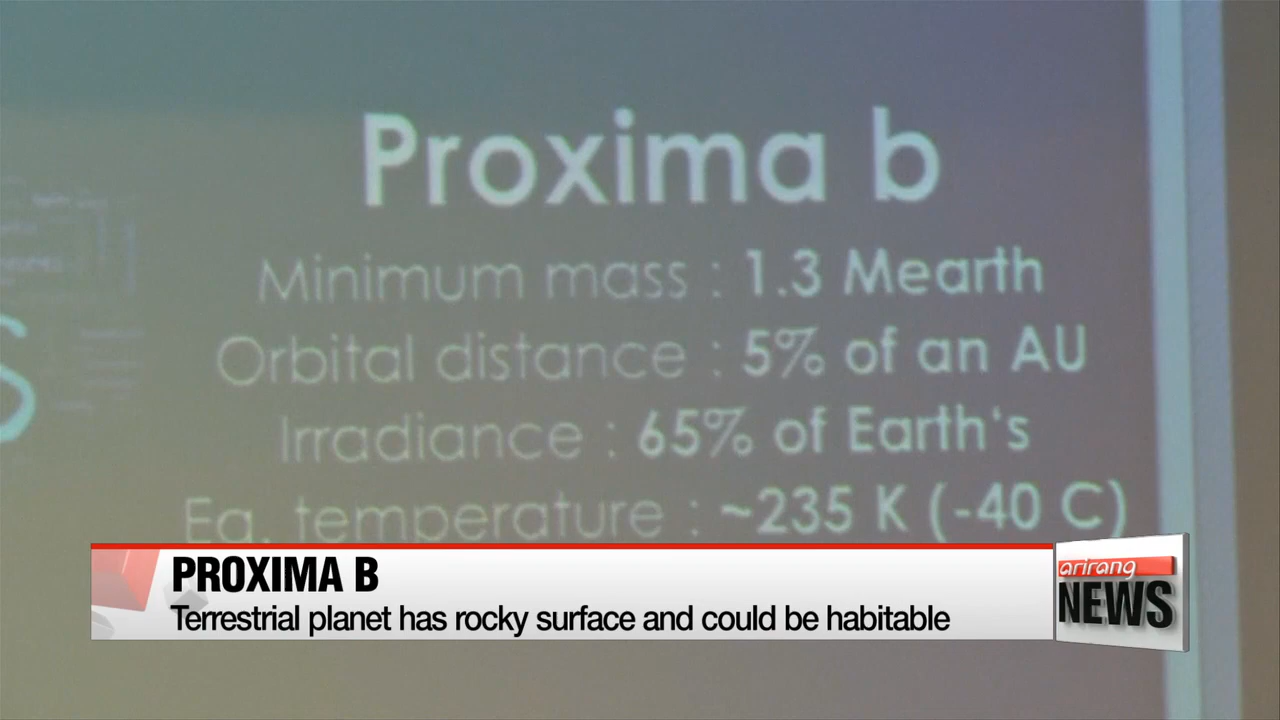 Proxima b
Minimum mass : 1.3 Mearth
Orbital distance : 5% of an AU
Irradiance : 65% of Earth's
Eq. temperature : ~235 K (-40 C)
PROXIMA B
Terrestrial planet has rocky surface and could be habitable
arirang
NEWS